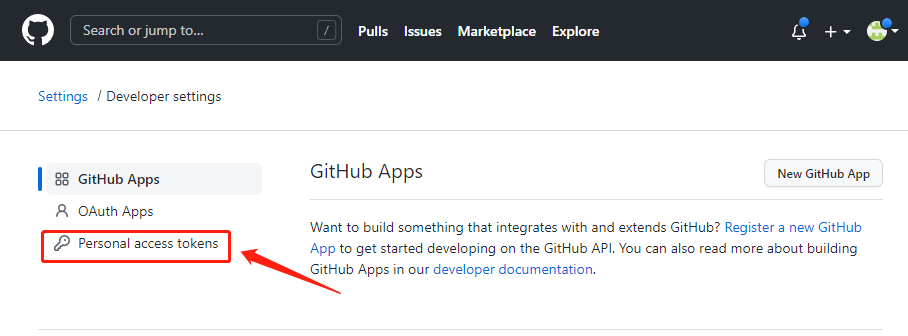 Search or jump to... /
Pulls Issues Marketplace Explore
Settings / Developer settings
GitHub Apps
OAuth Apps
Personal access tokens
GitHub Apps
New GitHub App
Want to build something that integrates with and extends GitHub? Register a new GitHub
App to get started developing on the GitHub API. You can also read more about building
GitHub Apps in our developer documentation.